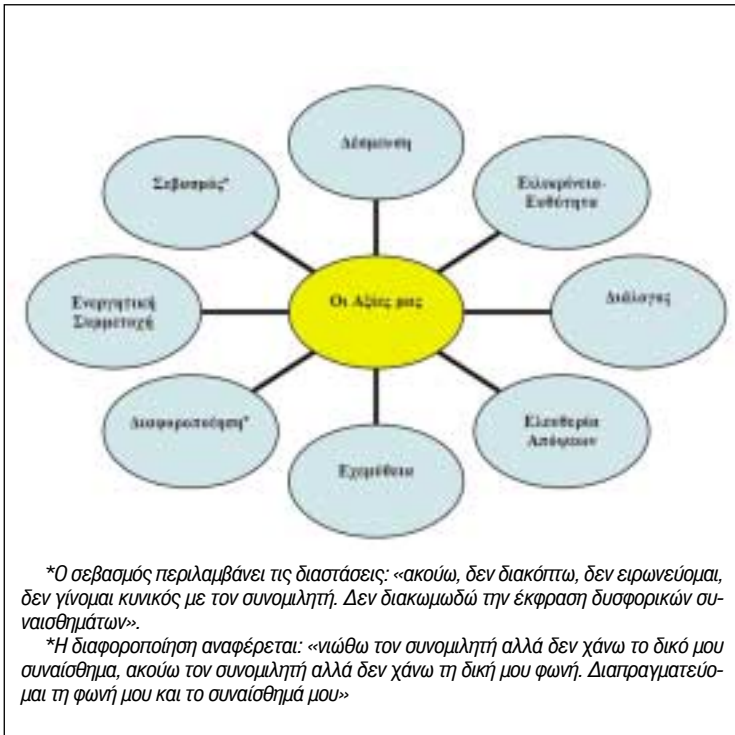 Δέσμευση
Σεβασμός*
Ειλικρίνεια-
Ευθύτητα
Ενεργητική
Συμμετοχή
Οι Αξίες μας
Διάλογος
Διαφοροποίηση*
Ελευθερία
Απόψεων
Εχεμύθεια
*Ο σεβασμός περιλαμβάνει τις διαστάσεις: «ακούω, δεν διακόπτω, δεν ειρωνεύομαι,
δεν γίνομαι κυνικός με τον συνομιλητή. Δεν διακωμωδώ την έκφραση δυσφορικών συ-
ναισθημάτων».
*Η διαφοροποίηση αναφέρεται: «νιώθω τον συνομιλητή αλλά δεν χάνω το δικό μου
συναίσθημα, ακούω τον συνομιλητή αλλά δεν χάνω τη δική μου φωνή. Διαπραγματεύο-
μαι τη φωνή μου και το συναίσθημά μου»